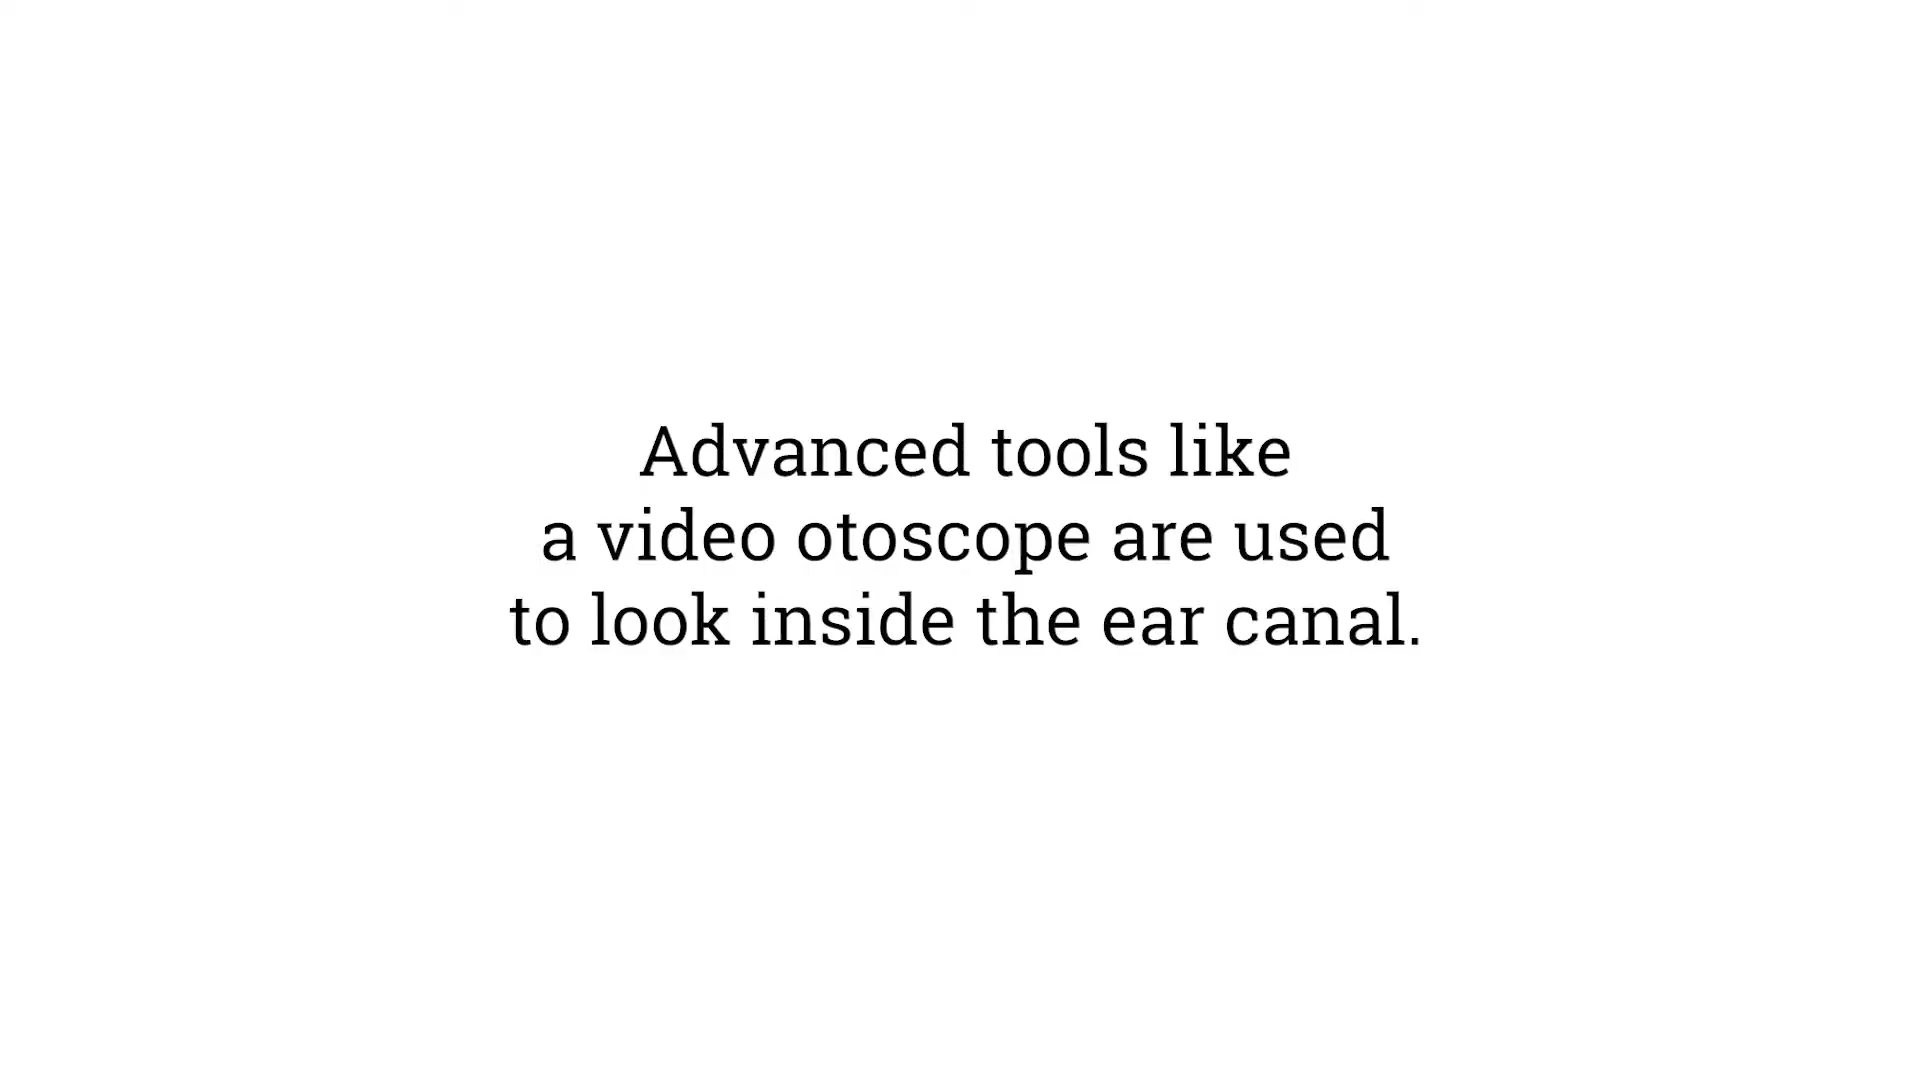 Advanced tools like
a video otoscope are used
to look inside the ear canal.